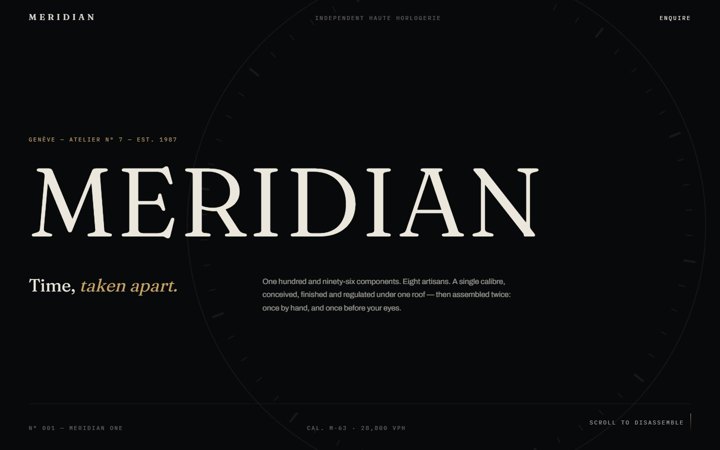 MERIDIAN
INDEPENDENT HAUTE HORLOGERIE
ENQUIRE
GENÈVE — ATELIER Nº 7 — EST. 1987
MERIDIAN
Time, taken apart.
One hundred and ninety-six components. Eight artisans. A single calibre,
conceived, finished and regulated under one roof — then assembled twice:
once by hand, and once before your eyes.
Nº 001 — MERIDIAN ONE
CAL. M-63 · 28,800 VPH
SCROLL TO DISASSEMBLE